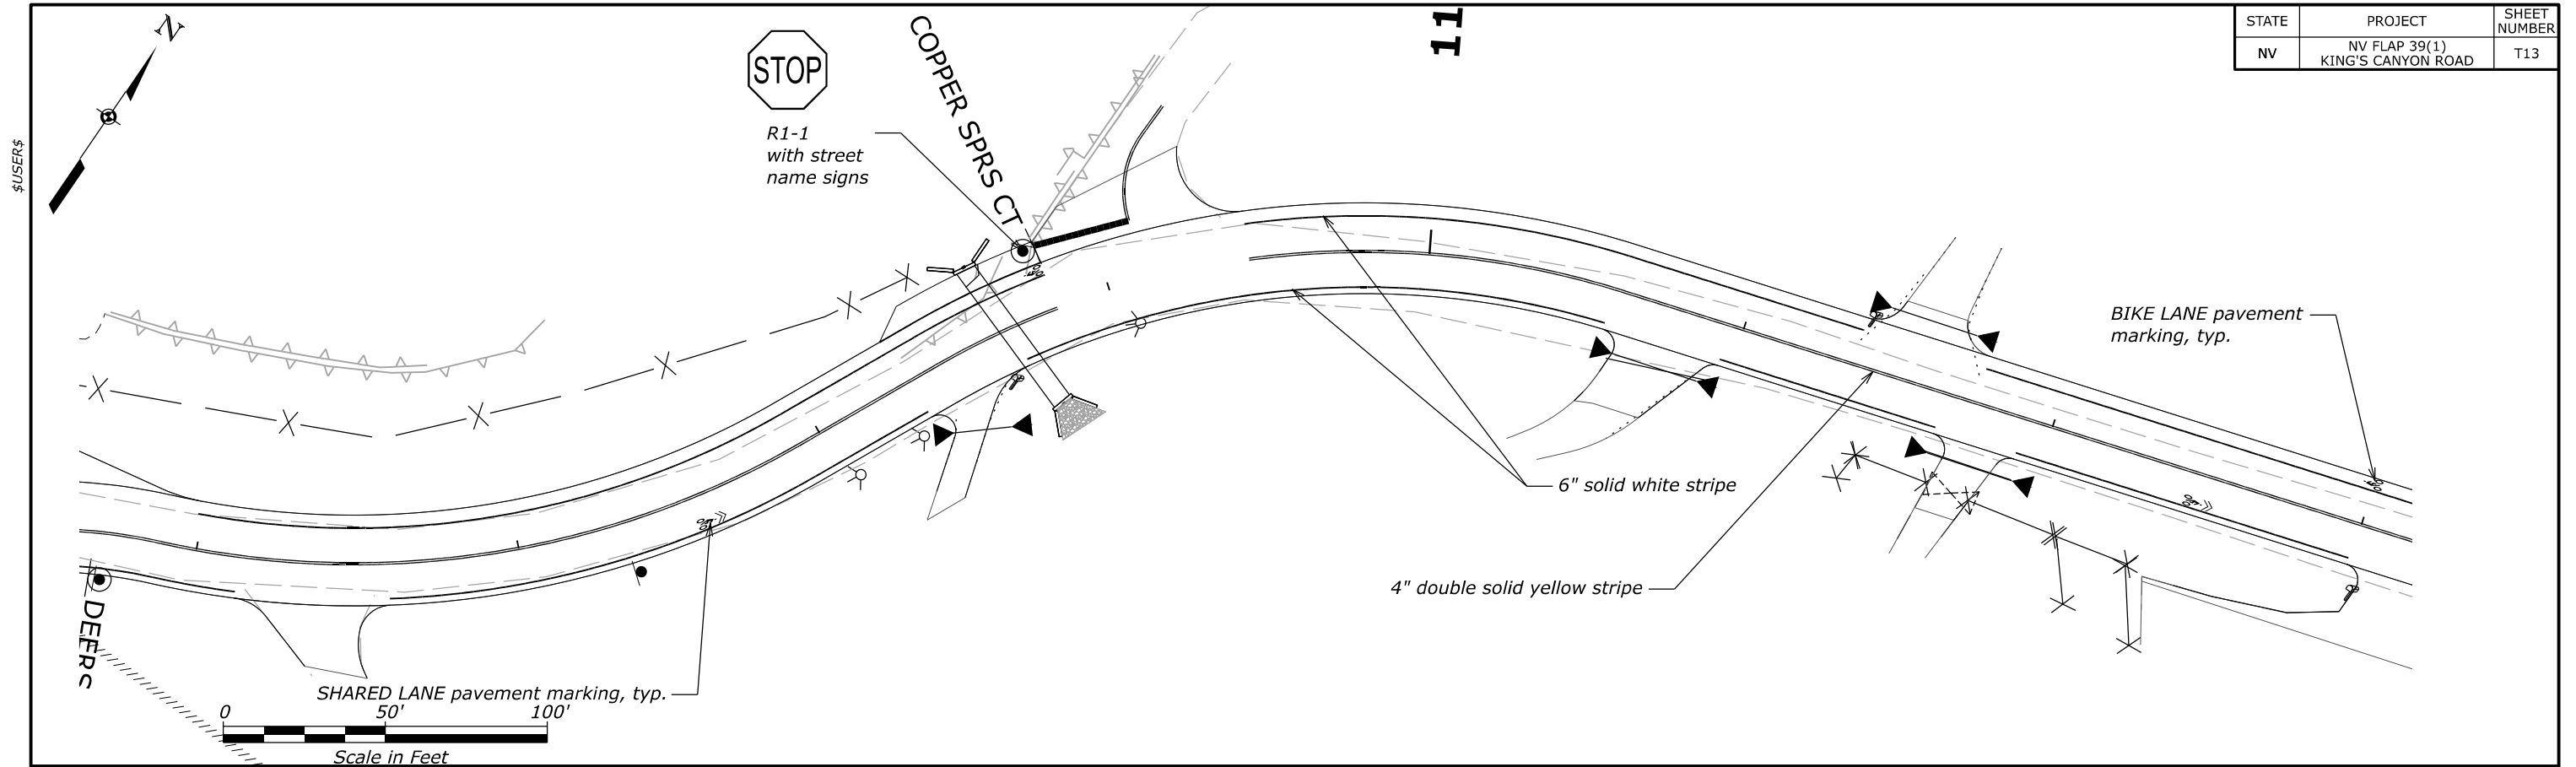 STATE PROJECT SHEET NUMBER
NV NV FLAP 39(1) KING'S CANYON ROAD T13
$USER$
N
STOP
R1-1
with street
name signs
COPPER SPRS CT
11
BIKE LANE pavement
marking, typ.
6" solid white stripe
4" double solid yellow stripe
DEERS
SHARED LANE pavement marking, typ.
0 50' 100'
Scale in Feet